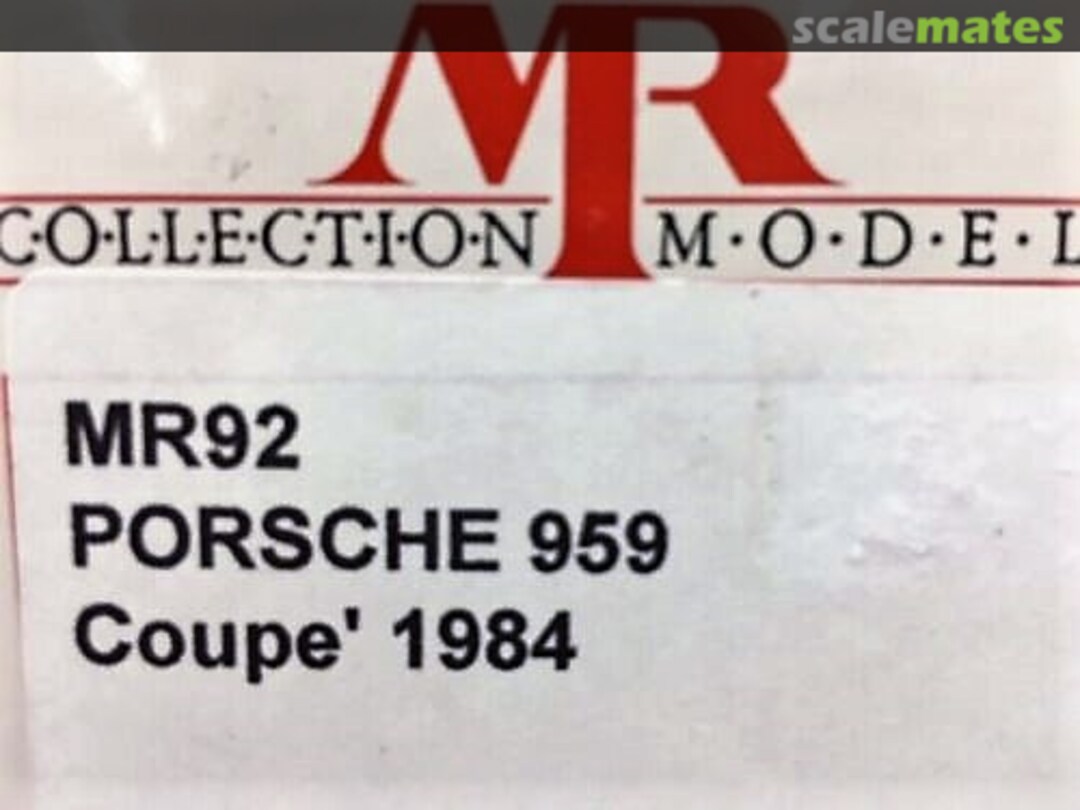 scalemates
MR
C·O·L·L·E·C·T·I·O·N M·O·D·E·L
MR92
PORSCHE 959
Coupe' 1984